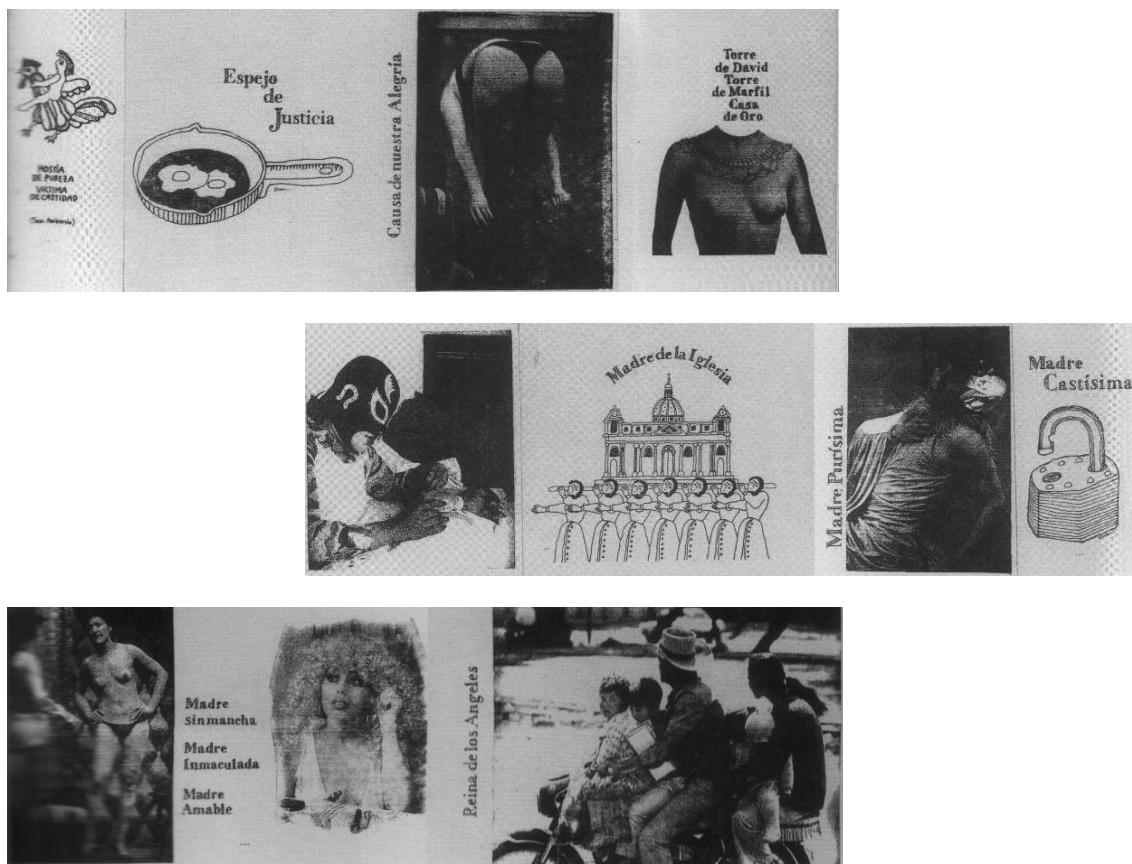 HOSTIA
DE PUREZA
VICTIMA
DE CASTIDAD
Espejo
de
Justicia
Causa de nuestra Alegría
Torre
de David
Torre
de Marfil
Casa
de Oro
Madre de la Iglesia
Madre Purísima
Madre
Castísima
Madre
sinmancha
Madre
Inmaculada
Madre
Amable
Reina de los Angeles